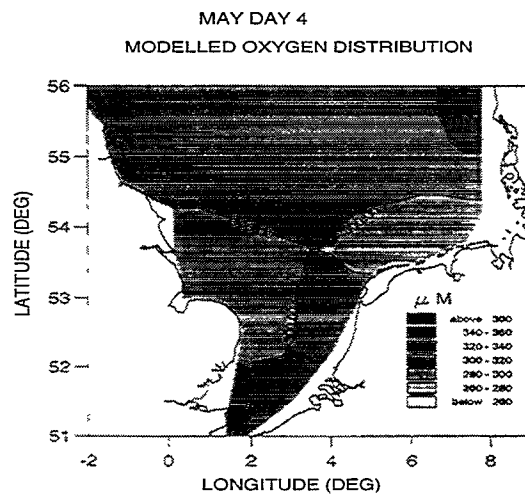 MAY DAY 4
MODELLED OXYGEN DISTRIBUTION
56
55
54
53
52
51
LATITUDE (DEG)
-2
0
2
4
6
8
LONGITUDE (DEG)
μ M
above 360
340 - 360
320 - 340
300 - 320
280 - 300
260 - 280
below 260